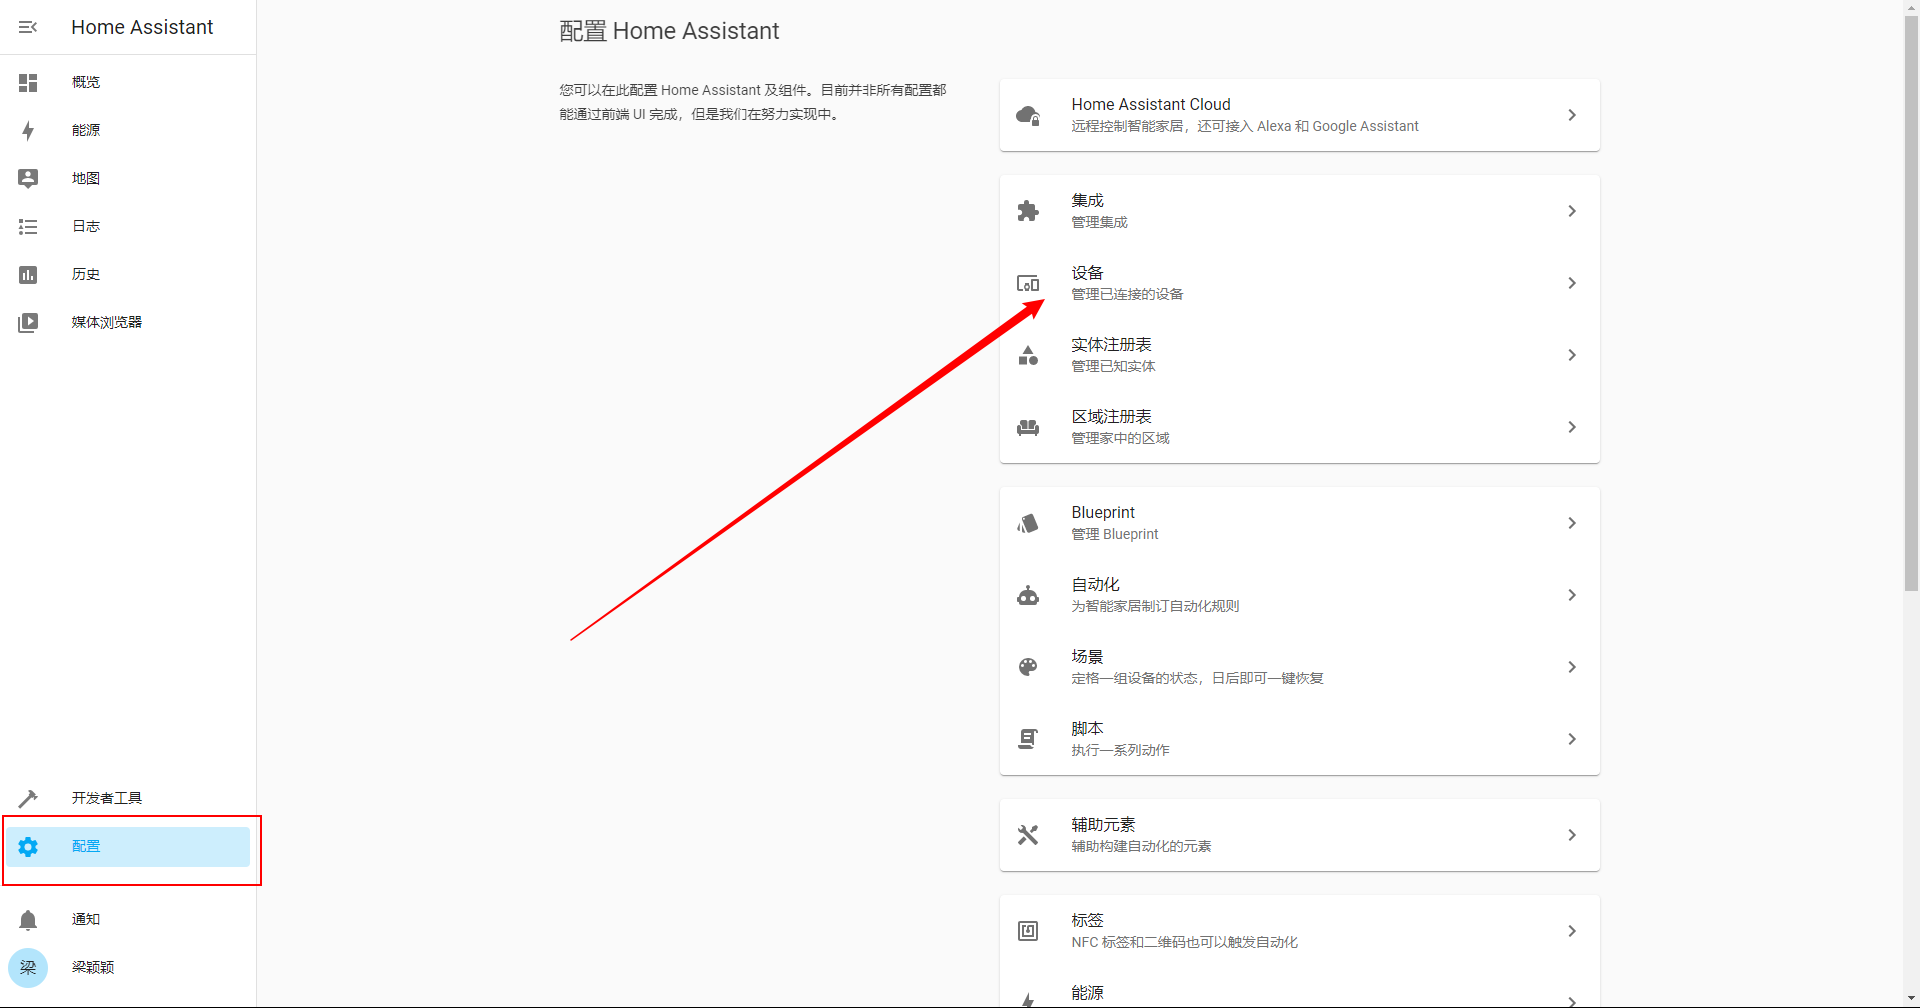 Home Assistant
概览
能源
地图
日志
历史
媒体浏览器
开发者工具
配置
通知
梁
梁颖颖
配置 Home Assistant
您可以在此配置 Home Assistant 及组件。目前并非所有配置都
能通过前端 UI 完成，但是我们在努力实现中。
Home Assistant Cloud
远程控制智能家居，还可接入 Alexa 和 Google Assistant
集成
管理集成
设备
管理已连接的设备
实体注册表
管理已知实体
区域注册表
管理家中的区域
Blueprint
管理 Blueprint
自动化
为智能家居制订自动化规则
场景
定格一组设备的状态，日后即可一键恢复
脚本
执行一系列动作
辅助元素
辅助构建自动化的元素
标签
NFC 标签和二维码也可以触发自动化
能源